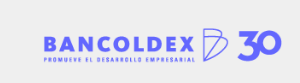 BANCOLDEX 30
PROMUEVE EL DESARROLLO EMPRESARIAL